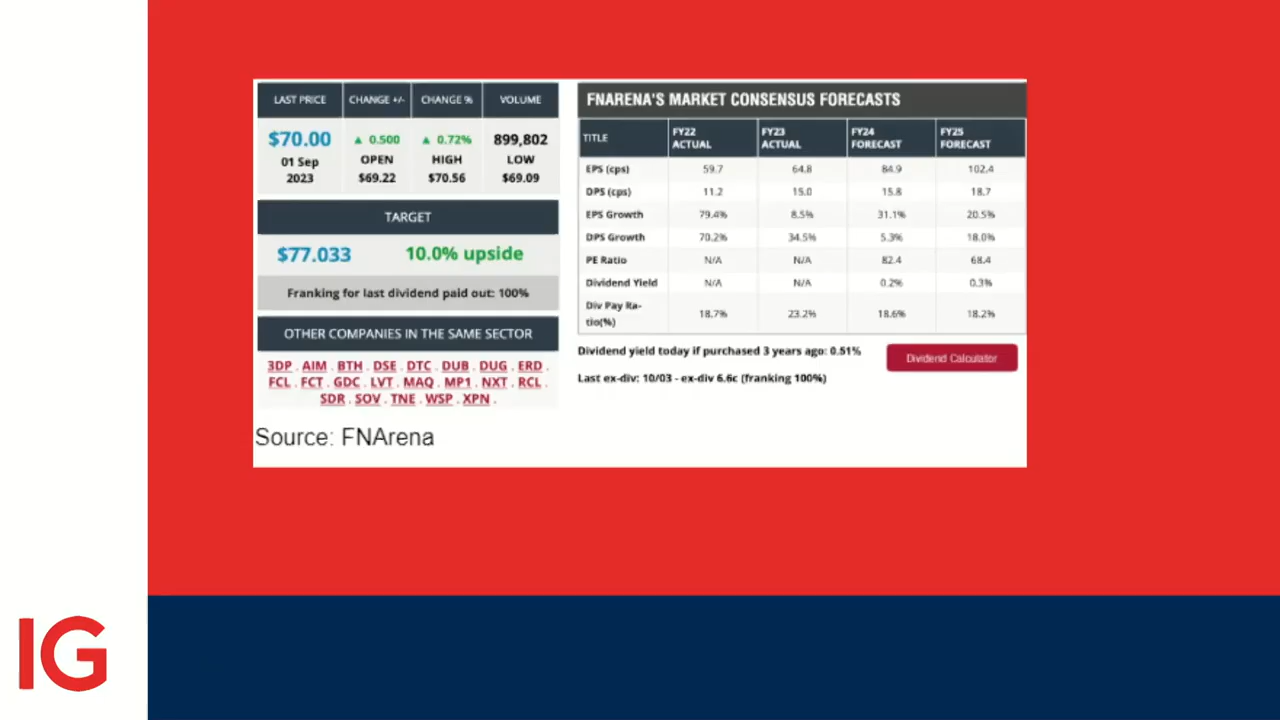 LAST PRICE CHANGE +/- CHANGE % VOLUME
$70.00 ▲ 0.500 ▲ 0.72% 899,802
01 Sep 2023 OPEN HIGH LOW
$69.22 $70.56 $69.09
TARGET
$77.033 10.0% upside
Franking for last dividend paid out: 100%
OTHER COMPANIES IN THE SAME SECTOR
3DP . AIM . BTH . DSE . DTC . DUB . DUG . ERD .
FCL . FCT . GDC . LVT . MAQ . MP1 . NXT . RCL .
SDR . SOV . TNE . WSP . XPN .
FNARENA'S MARKET CONSENSUS FORECASTS
TITLE FY22 ACTUAL FY23 ACTUAL FY24 FORECAST FY25 FORECAST
EPS (cps) 59.7 64.8 84.9 102.4
DPS (cps) 11.2 15.0 15.8 18.7
EPS Growth 79.4% 8.5% 31.1% 20.5%
DPS Growth 70.2% 34.5% 5.3% 18.0%
PE Ratio N/A N/A 82.4 68.4
Dividend Yield N/A N/A 0.2% 0.3%
Div Pay Ra-
tio(%) 18.7% 23.2% 18.6% 18.2%
Dividend yield today if purchased 3 years ago: 0.51%
Dividend Calculator
Last ex-div: 10/03 - ex-div 6.6c (franking 100%)
Source: FNArena
IG